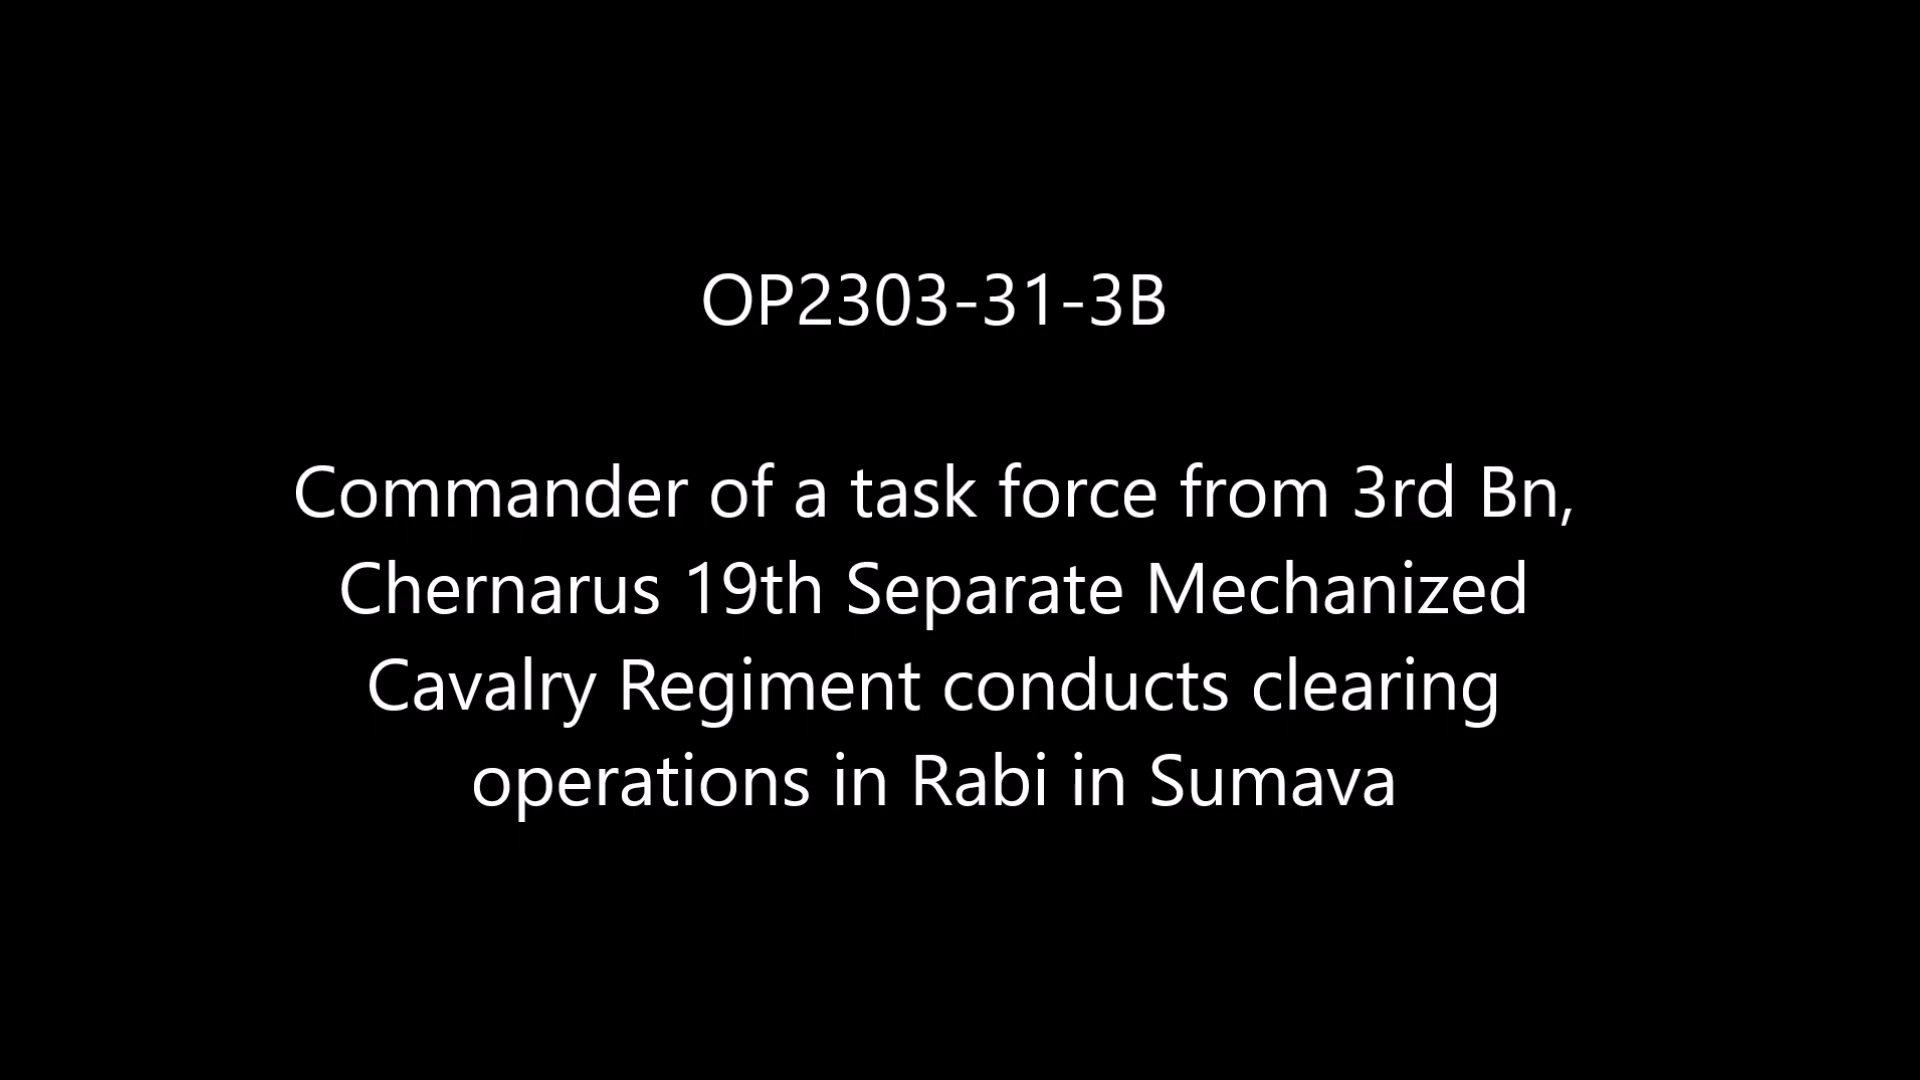 OP2303-31-3B
Commander of a task force from 3rd Bn,
Chernarus 19th Separate Mechanized
Cavalry Regiment conducts clearing
operations in Rabi in Sumava